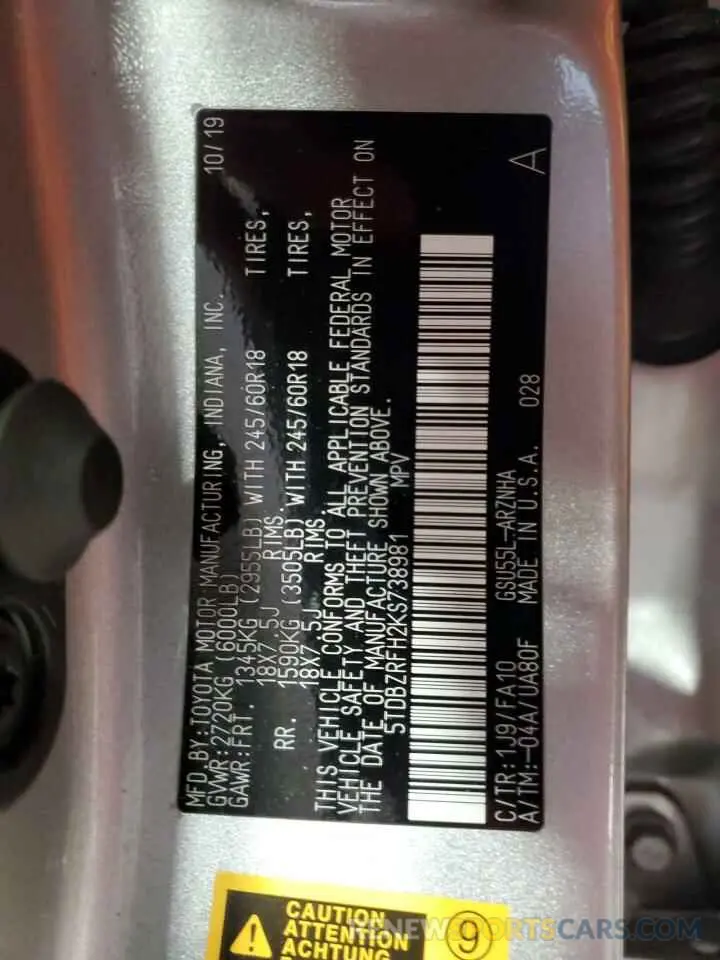 MFD.BY:TOYOTA MOTOR MANUFACTURING, INDIANA, INC. 10/19
GVWR:2720KG(6000LB)
GAWR:FRT. 1345KG(2955LB) WITH 245/60R18 TIRES,
18X7.5J RIMS.
RR. 1590KG(3505LB) WITH 245/60R18 TIRES,
18X7.5J RIMS
THIS VEHICLE CONFORMS TO ALL APPLICABLE FEDERAL MOTOR
VEHICLE SAFETY AND THEFT PREVENTION STANDARDS IN EFFECT ON
THE DATE OF MANUFACTURE SHOWN ABOVE.
5TDBZRFH2KS738981 MPV
C/TR:1J9/FA10 GSU55L-ARZNHA
A/TM:-04A/UA80F MADE IN U.S.A. 028 A
CAUTION
ATTENTION
ACHTUNG
9
RENEWSPORTSCARS.COM